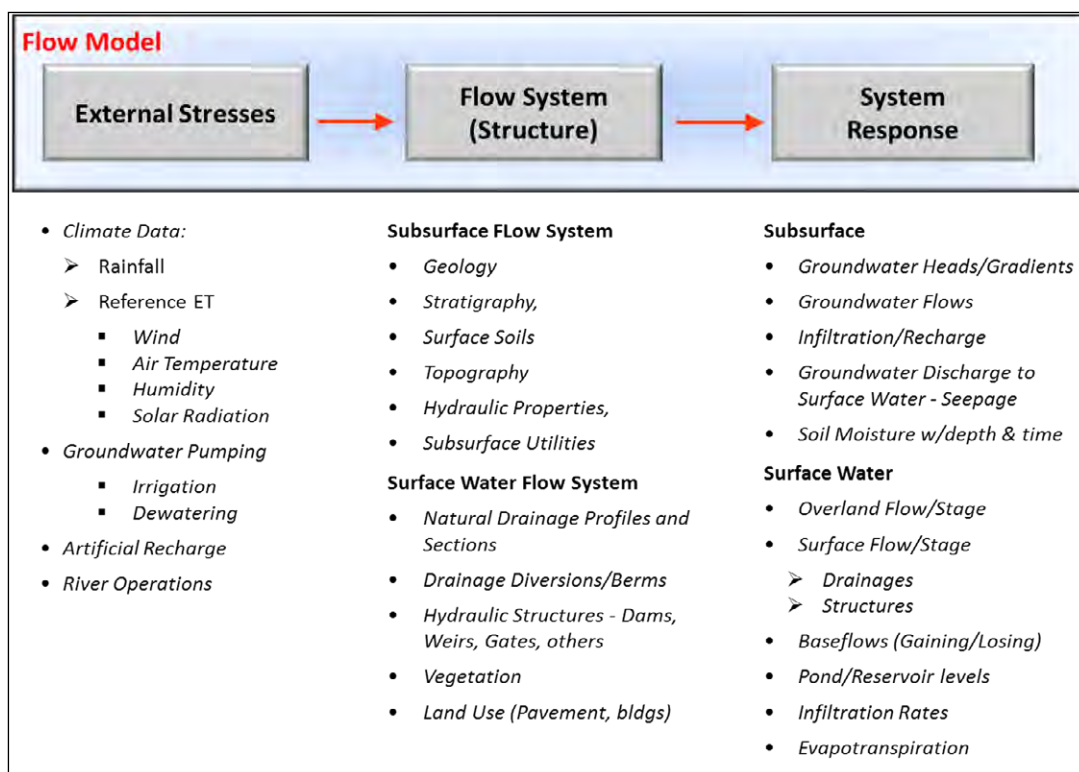 Flow Model
External Stresses
Flow System
(Structure)
System
Response
• Climate Data:
➢ Rainfall
➢ Reference ET
▪ Wind
▪ Air Temperature
▪ Humidity
▪ Solar Radiation
• Groundwater Pumping
▪ Irrigation
▪ Dewatering
• Artificial Recharge
• River Operations
Subsurface FLow System
• Geology
• Stratigraphy,
• Surface Soils
• Topography
• Hydraulic Properties,
• Subsurface Utilities
Surface Water Flow System
• Natural Drainage Profiles and
Sections
• Drainage Diversions/Berms
• Hydraulic Structures - Dams,
Weirs, Gates, others
• Vegetation
• Land Use (Pavement, bldgs)
Subsurface
• Groundwater Heads/Gradients
• Groundwater Flows
• Infiltration/Recharge
• Groundwater Discharge to
Surface Water - Seepage
• Soil Moisture w/depth & time
Surface Water
• Overland Flow/Stage
• Surface Flow/Stage
➢ Drainages
➢ Structures
• Baseflows (Gaining/Losing)
• Pond/Reservoir levels
• Infiltration Rates
• Evapotranspiration